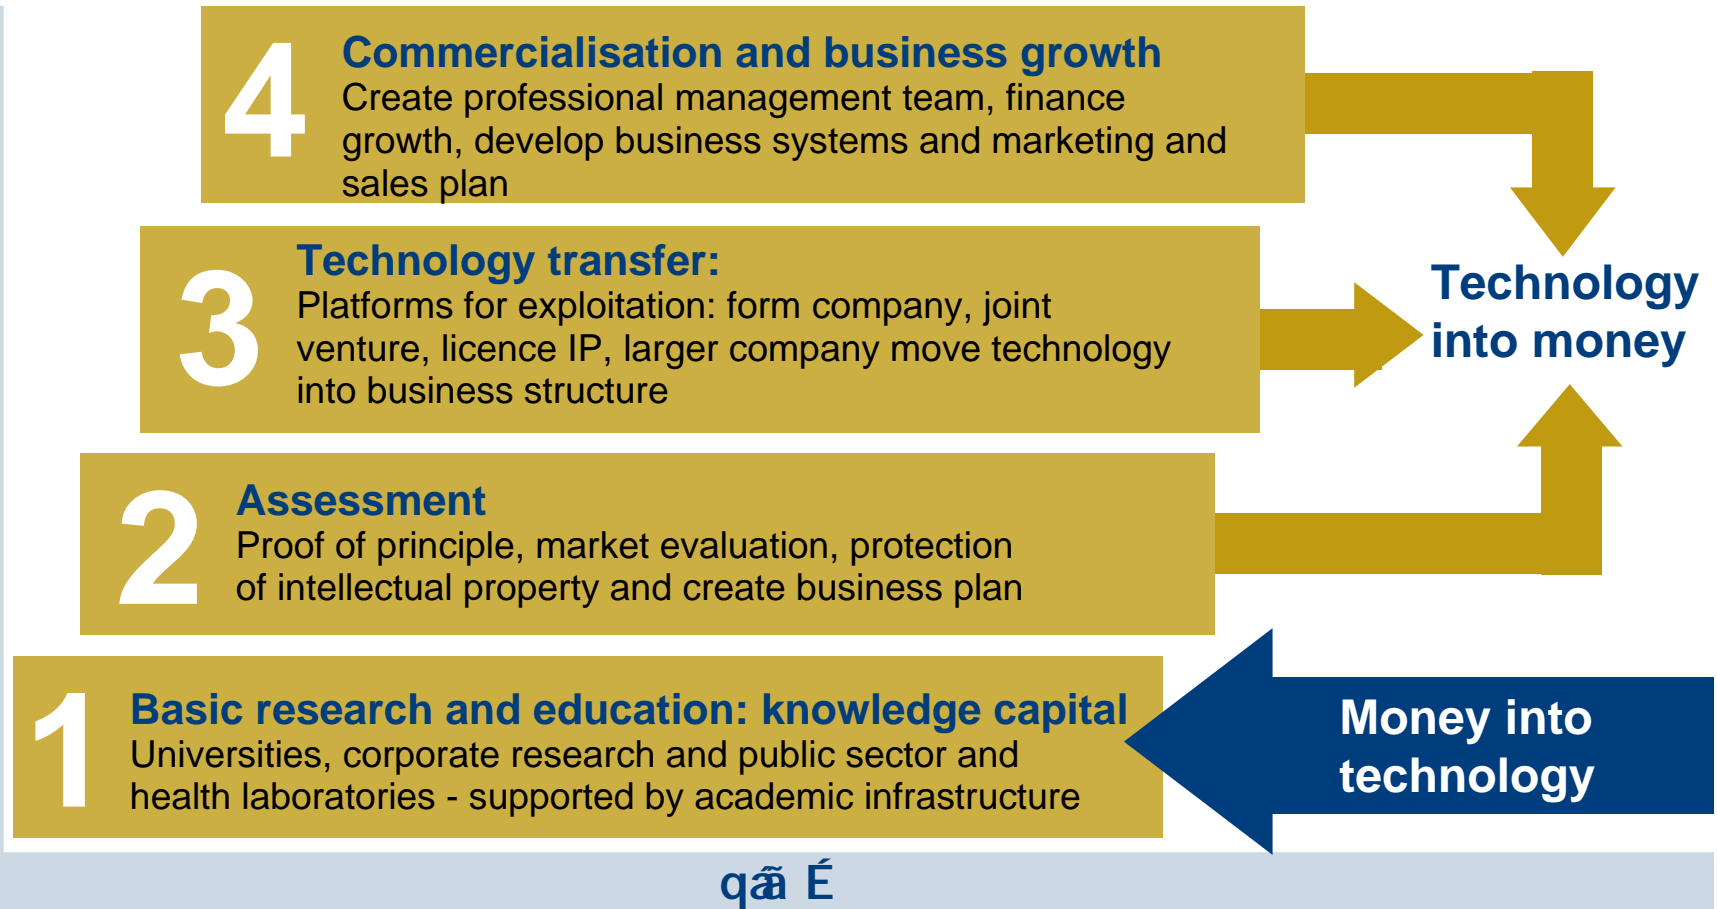 4
Commercialisation and business growth
Create professional management team, finance
growth, develop business systems and marketing and
sales plan
3
Technology transfer:
Platforms for exploitation: form company, joint
venture, licence IP, larger company move technology
into business structure
Technology
into money
2
Assessment
Proof of principle, market evaluation, protection
of intellectual property and create business plan
1
Basic research and education: knowledge capital
Universities, corporate research and public sector and
health laboratories - supported by academic infrastructure
Money into
technology